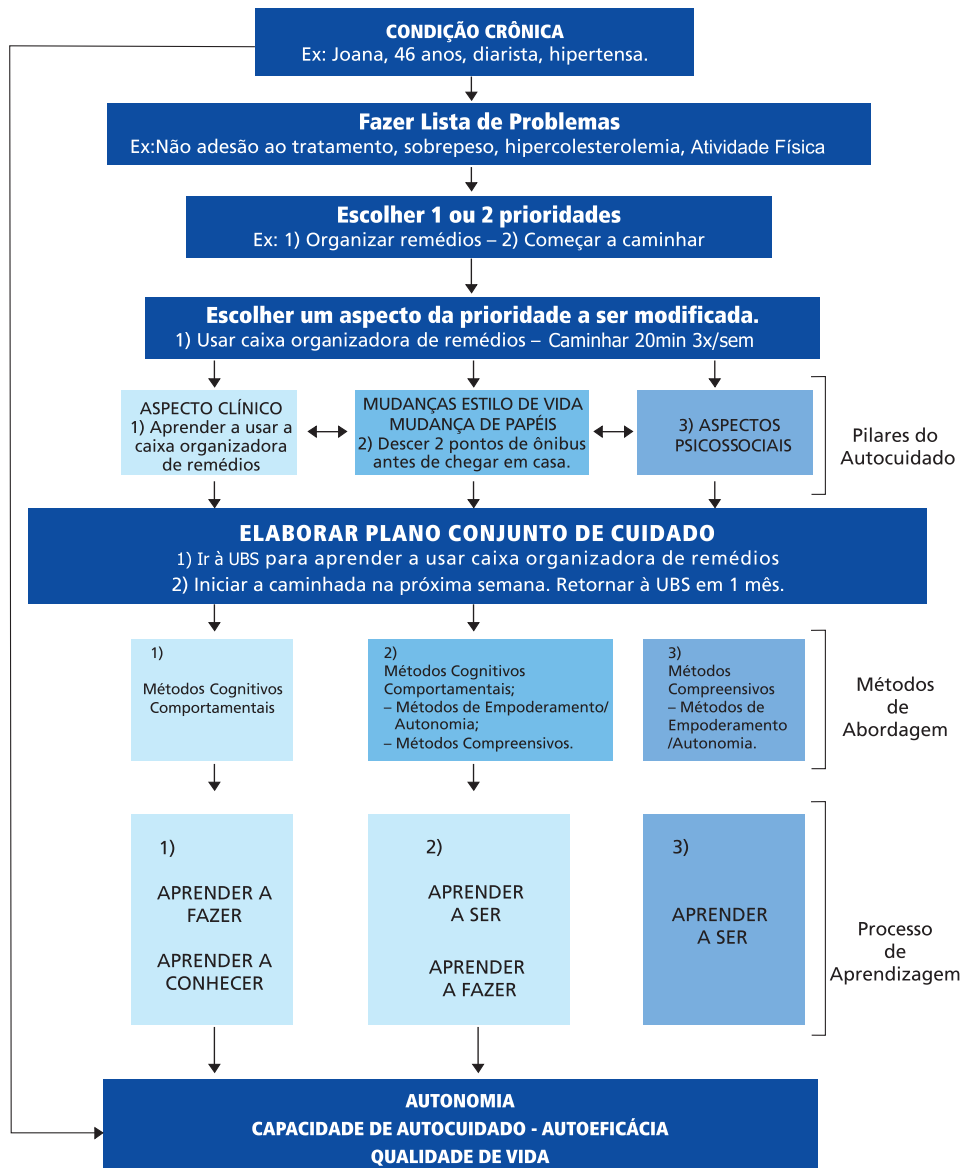 CONDIÇÃO CRÔNICA
Ex: Joana, 46 anos, diarista, hipertensa.
Fazer Lista de Problemas
Ex:Não adesão ao tratamento, sobrepeso, hipercolesterolemia, Atividade Física
Escolher 1 ou 2 prioridades
Ex: 1) Organizar remédios – 2) Começar a caminhar
Escolher um aspecto da prioridade a ser modificada.
1) Usar caixa organizadora de remédios – Caminhar 20min 3x/sem
ASPECTO CLÍNICO
1) Aprender a usar a
caixa organizadora
de remédios
MUDANÇAS ESTILO DE VIDA
MUDANÇA DE PAPÉIS
2) Descer 2 pontos de ônibus
antes de chegar em casa.
3) ASPECTOS
PSICOSSOCIAIS
Pilares do
Autocuidado
ELABORAR PLANO CONJUNTO DE CUIDADO
1) Ir à UBS para aprender a usar caixa organizadora de remédios
2) Iniciar a caminhada na próxima semana. Retornar à UBS em 1 mês.
1)
Métodos Cognitivos
Comportamentais
2)
Métodos Cognitivos
Comportamentais;
– Métodos de Empoderamento/
Autonomia;
– Métodos Compreensivos.
3)
Métodos
Compreensivos
– Métodos de
Empoderamento
/Autonomia.
Métodos
de
Abordagem
1)
APRENDER A
FAZER
APRENDER A
CONHECER
2)
APRENDER
A SER
APRENDER
A FAZER
3)
APRENDER
A SER
Processo
de
Aprendizagem
AUTONOMIA
CAPACIDADE DE AUTOCUIDADO - AUTOEFICÁCIA
QUALIDADE DE VIDA